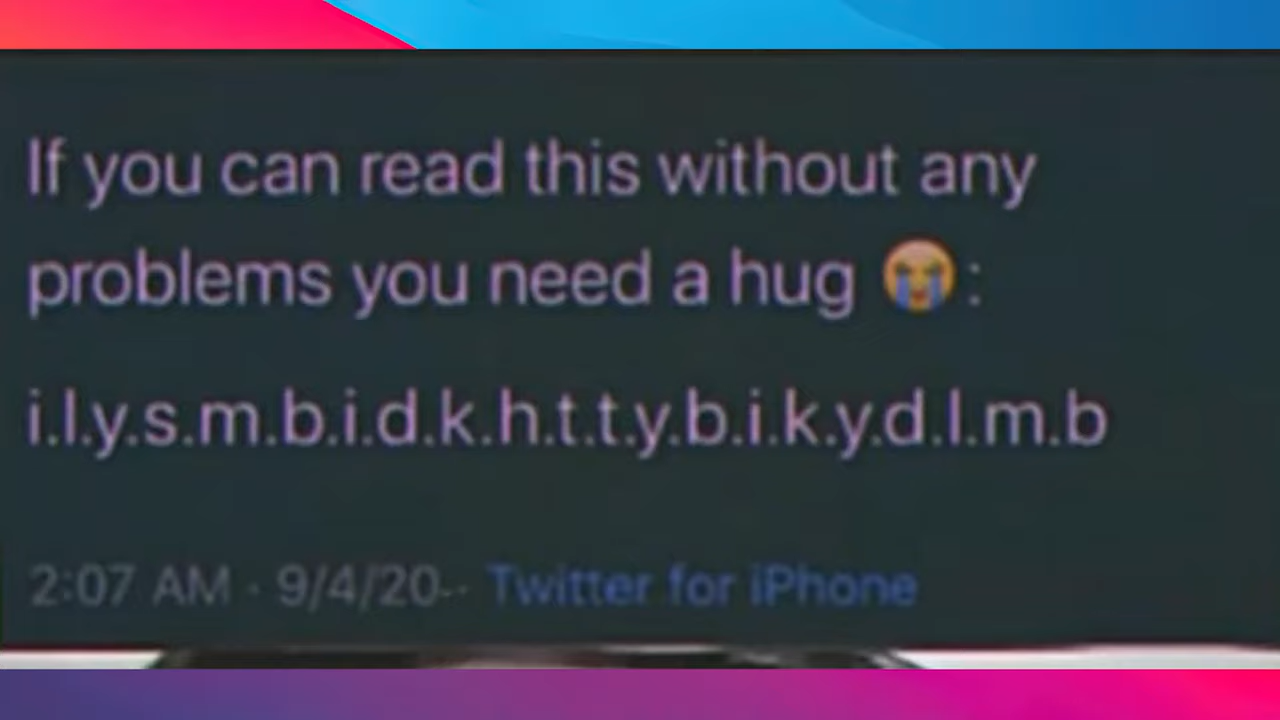 If you can read this without any
problems you need a hug 😭:
i.l.y.s.m.b.i.d.k.h.t.t.y.b.i.k.y.d.l.m.b
2:07 AM · 9/4/20 · Twitter for iPhone